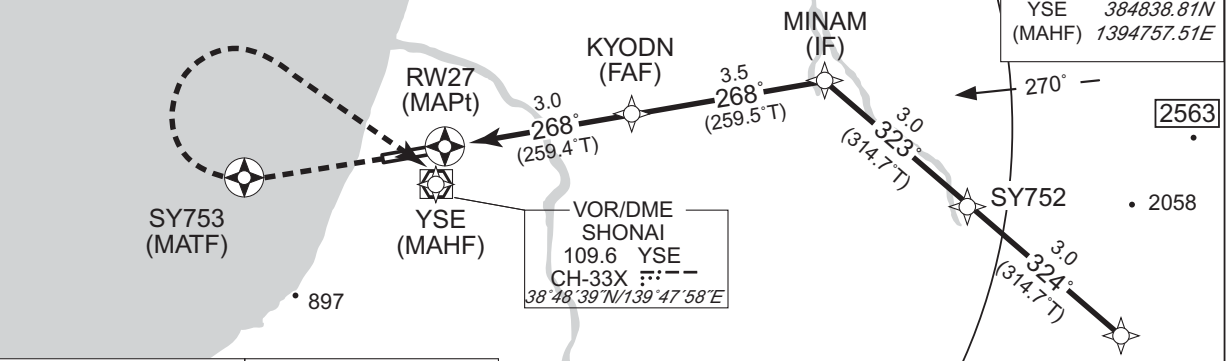 YSE 384838.81N
(MAHF) 1394757.51E
MINAM
(IF)
KYODN
(FAF)
RW27
(MAPt)
3.0
268°
(259.4°T)
3.5
268°
(259.5°T)
270°
2563
3.0
323°
(314.7°T)
SY752
2058
3.0
324°
(314.7°T)
SY753
(MATF)
YSE
(MAHF)
VOR/DME
SHONAI
109.6 YSE
CH-33X
38°48′39″N/139°47′58″E
897